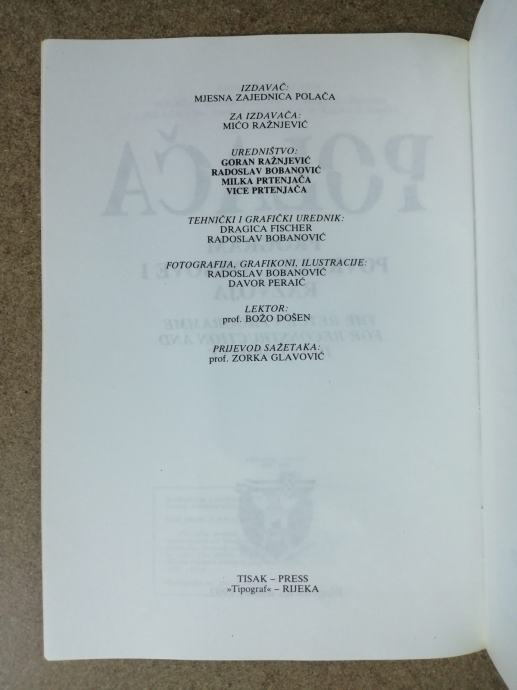 IZDAVAČ:
MJESNA ZAJEDNICA POLAČA
ZA IZDAVAČA:
MIĆO RAŽNJEVIĆ
UREDNIŠTVO:
GORAN RAŽNJEVIĆ
RADOSLAV BOBANOVIĆ
MILKA PRTENJAČA
VICE PRTENJAČA
TEHNIČKI I GRAFIČKI UREDNIK:
DRAGICA FISCHER
RADOSLAV BOBANOVIĆ
FOTOGRAFIJA, GRAFIKONI, ILUSTRACIJE:
RADOSLAV BOBANOVIĆ
DAVOR PERAIĆ
LEKTOR:
prof. BOŽO DOŠEN
PRIJEVOD SAŽETAKA:
prof. ZORKA GLAVOVIĆ
POLAČA
TISAK – PRESS
»Tipograf« – RIJEKA